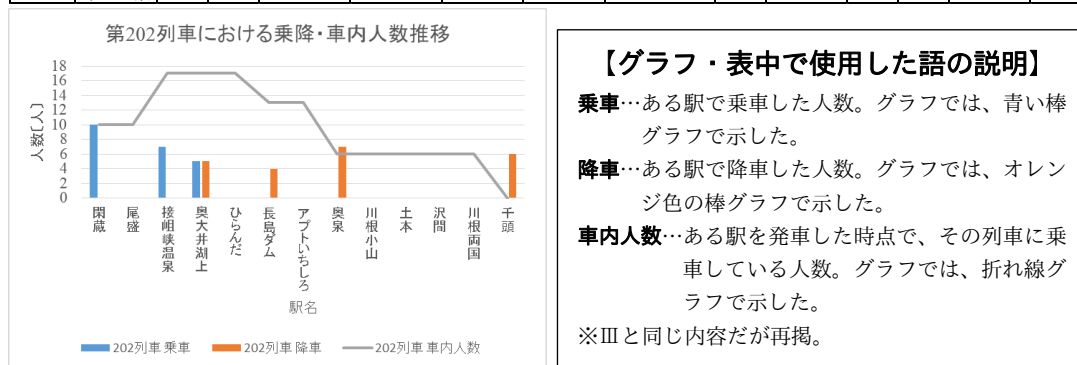 第202列車における乗降・車内人数推移
人数〔人〕
18
16
14
12
10
8
6
4
2
0
閑蔵
尾盛
接岨峡温泉
奥大井湖上
ひらんだ
長島ダム
アプトいちしろ
奥泉
川根小山
土本
沢間
川根両国
千頭
駅名
202列車 乗車
202列車 降車
202列車 車内人数
【グラフ・表中で使用した語の説明】
乗車…ある駅で乗車した人数。グラフでは、青い棒
グラフで示した。
降車…ある駅で降車した人数。グラフでは、オレン
ジ色の棒グラフで示した。
車内人数…ある駅を発車した時点で、その列車に乗
車している人数。グラフでは、折れ線グ
ラフで示した。
※Ⅲと同じ内容だが再掲。